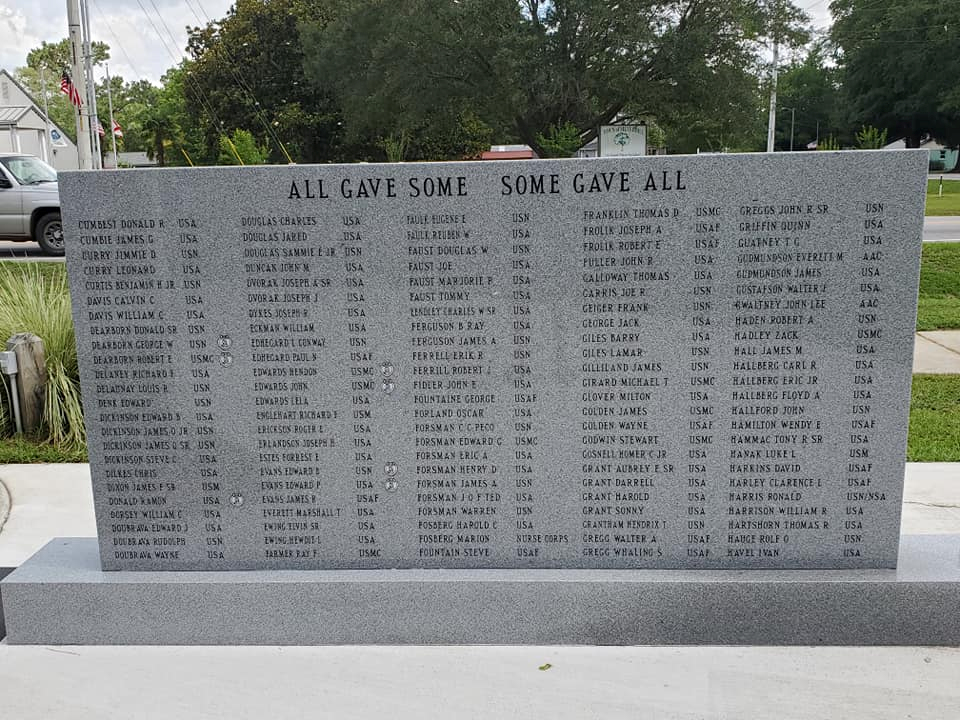 ALL GAVE SOME SOME GAVE ALL
CUMBEST DONALD R USA
CUMBIE JAMES G USA
CURRY JIMMIE D USN
CURRY LEONARD USA
CURTIS BENJAMIN H JR USN
DAVIS CALVIN C USA
DAVIS WILLIAM C USA
DEARBORN DONALD SR USN
DEARBORN GEORGE W USN
DEARBORN ROBERT E USMC
DELANEY RICHARD F USA
DELAUNAY LOUIS R USN
DENK EDWARD USN
DICKINSON EDWARD B USA
DICKINSON JAMES O JR USN
DICKINSON JAMES O SR USN
DICKINSON STEVE C USA
DILKES CHRIS USA
DIXON JAMES E SR USM
DONALD RAMON USA
DORSEY WILLIAM C USA
DOUBRAVA EDWARD J USA
DOUBRAVA RUDOLPH USN
DOUBRAVA WAYNE USA
DOUGLAS CHARLES USA
DOUGLAS JARED USA
DOUGLAS SAMMIE E JR USN
DUNCAN JOHN M USA
DVORAK JOSEPH A SR USA
DVORAK JOSEPH J USA
DYKES JOSEPH R USA
ECKMAN WILLIAM USA
EDHEGARD L CONWAY USN
EDHEGARD PAUL N USAF
EDWARDS HENDON USMC
EDWARDS JOHN USMC
EDWARDS LELA USA
ENGLEHART RICHARD F USM
ERICKSON ROGER E USA
ERLANDSON JOSEPH H USA
ESTES FORREST E USA
EVANS EDWARD B USN
EVANS EDWARD P USA
EVANS JAMES R USAF
EVERETT MARSHALL T USA
EWING ELVIN SR USA
EWING HEWDIE L USA
FARMER RAY F USMC
FAULK EUGENE E USN
FAULK REUBEN W USA
FAUST DOUGLAS W USN
FAUST JOE USA
FAUST MARJORIE P USA
FAUST TOMMY USA
FENDLEY CHARLES W SR USA
FERGUSON B RAY USA
FERGUSON JAMES A USN
FERRELL ERIK R USN
FERRILL ROBERT J USA
FIDLER JOHN E USA
FOUNTAINE GEORGE USAF
FORLAND OSCAR USA
FORSMAN C C PECO USN
FORSMAN EDWARD G USMC
FORSMAN ERIC A USA
FORSMAN HENRY D USA
FORSMAN JAMES A USN
FORSMAN J O F TED USA
FORSMAN WARREN USN
FOSBERG HAROLD C USA
FOSBERG MARION NURSE CORPS
FOUNTAIN STEVE USAF
FRANKLIN THOMAS D USMC
FROLIK JOSEPH A USAF
FROLIK ROBERT E USAF
FULLER JOHN R USA
GALLOWAY THOMAS USA
GARRIS JOE R USN
GEIGER FRANK USN
GEORGE JACK USA
GILES BARRY USA
GILES LAMAR USN
GILLILAND JAMES USN
GIRARD MICHAEL T USMC
GLOVER MILTON USA
GOLDEN JAMES USMC
GOLDEN WAYNE USAF
GODWIN STEWART USMC
GOSNELL HOMER C JR USA
GRANT AUBREY E SR USA
GRANT DARRELL USAF
GRANT HAROLD USA
GRANT SONNY USA
GRANTHAM HENDRIX T USN
GREGG WALTER A USAF
GREGG WHALING S USAF
GREGGS JOHN R SR USN
GRIFFIN QUINN USA
GUATNEY T G USA
GUDMUNDSON EVERETT M AAC
GUDMUNDSON JAMES USA
GUSTAFSON WALTER F USA
GWALTNEY JOHN LEE AAC
HADEN ROBERT A USN
HADLEY ZACK USMC
HALL JAMES M USA
HALLBERG CARL R USA
HALLBERG ERIC JR USA
HALLBERG FLOYD A USA
HALLFORD JOHN USN
HAMILTON WENDY E USAF
HAMMAC TONY R SR USA
HANAK LUKE L USM
HARKINS DAVID USAF
HARLEY CLARENCE L USAF
HARRIS RONALD USN/NSA
HARRISON WILLIAM R USA
HARTSHORN THOMAS R USA
HAUGE ROLF O USN
HAVEL IVAN USA